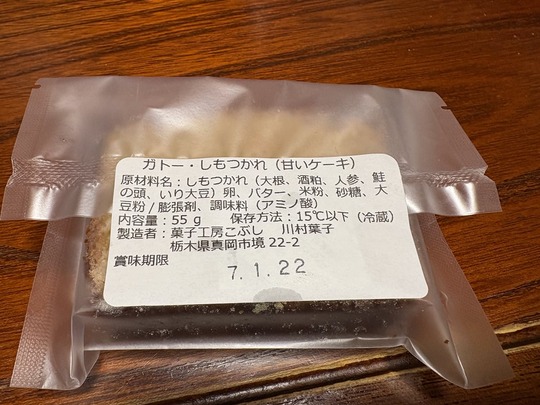 ガトー・しもつかれ（甘いケーキ）
原材料名：しもつかれ（大根、酒粕、人参、鮭
の頭、いり大豆）卵、バター、米粉、砂糖、大
豆粉／膨張剤、調味料（アミノ酸）
内容量：55ｇ　保存方法：15℃以下（冷蔵）
製造者：菓子工房こぶし　川村葉子
栃木県真岡市境 22-2
賞味期限
7.1.22